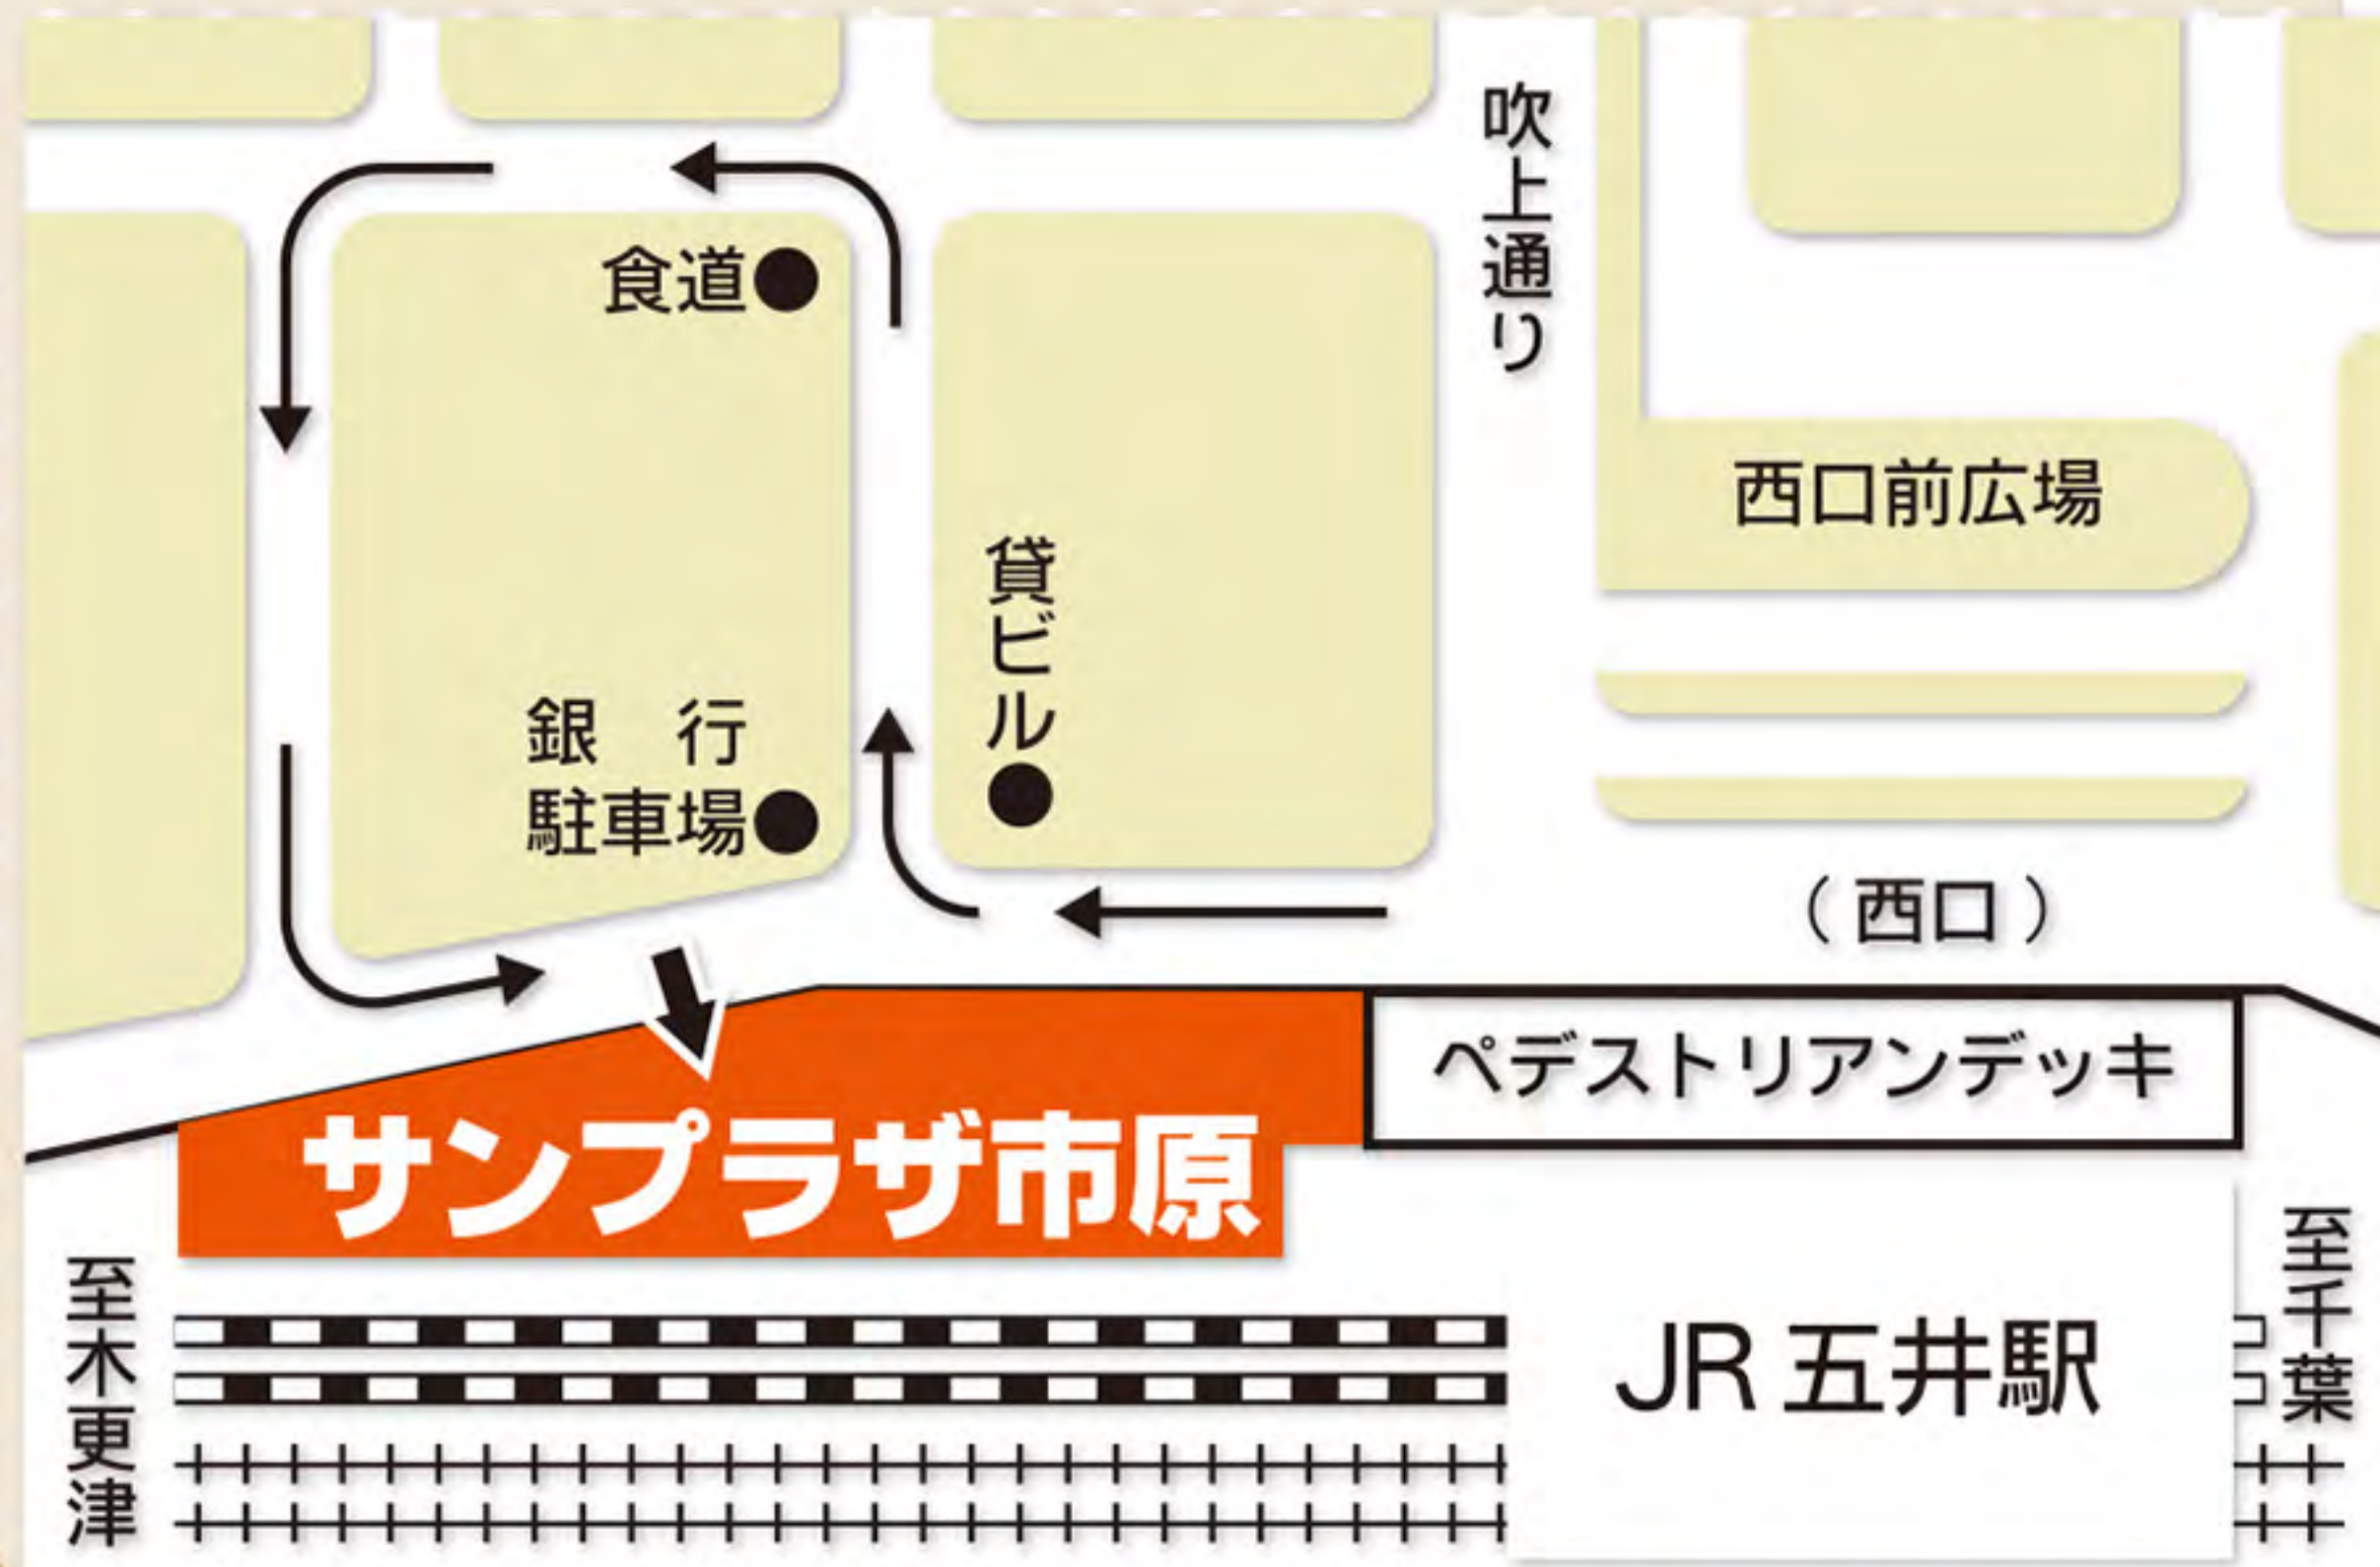 吹上通り
食道
西口前広場
貸ビル
銀　行
駐車場
（西口）
ペデストリアンデッキ
サンプラザ市原
至木更津
JR 五井駅
至千葉